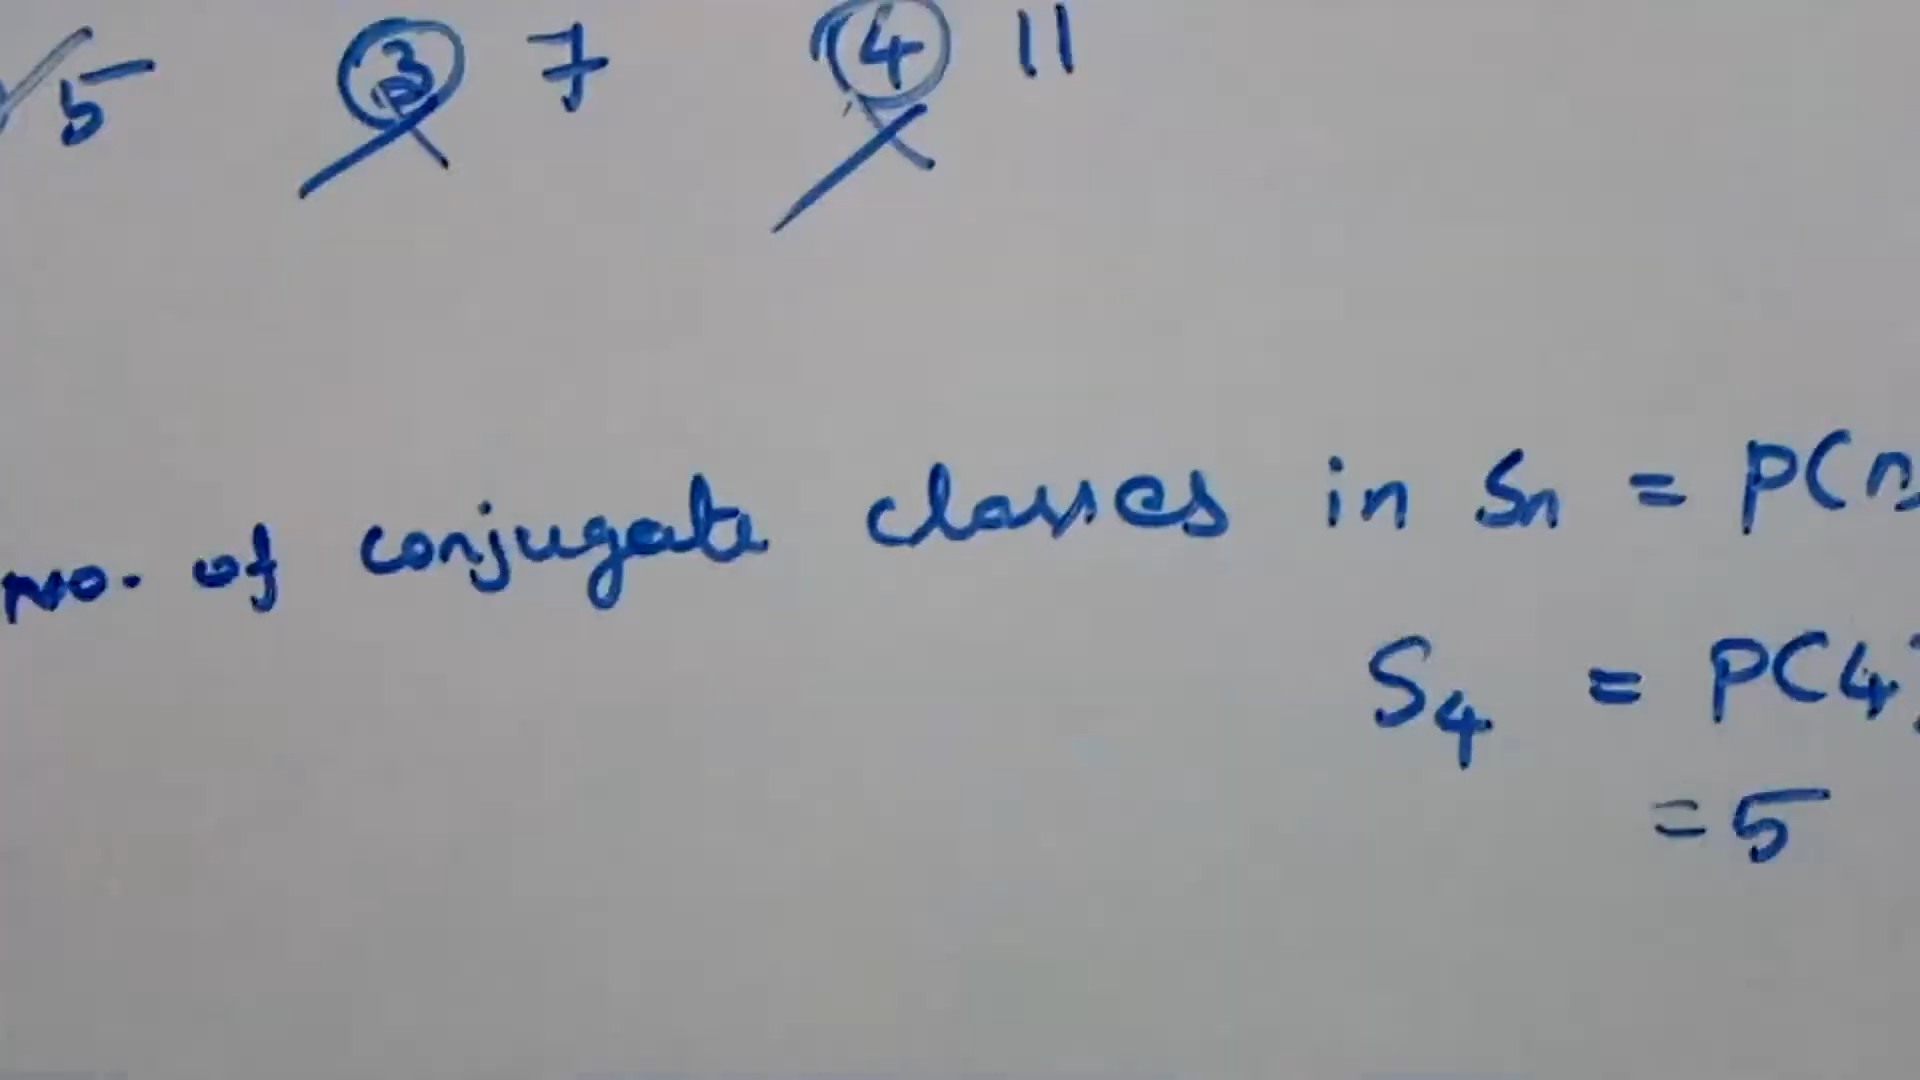 5 3 7 4 11
No. of conjugate classes in Sn = P(n)
S4 = P(4)
= 5